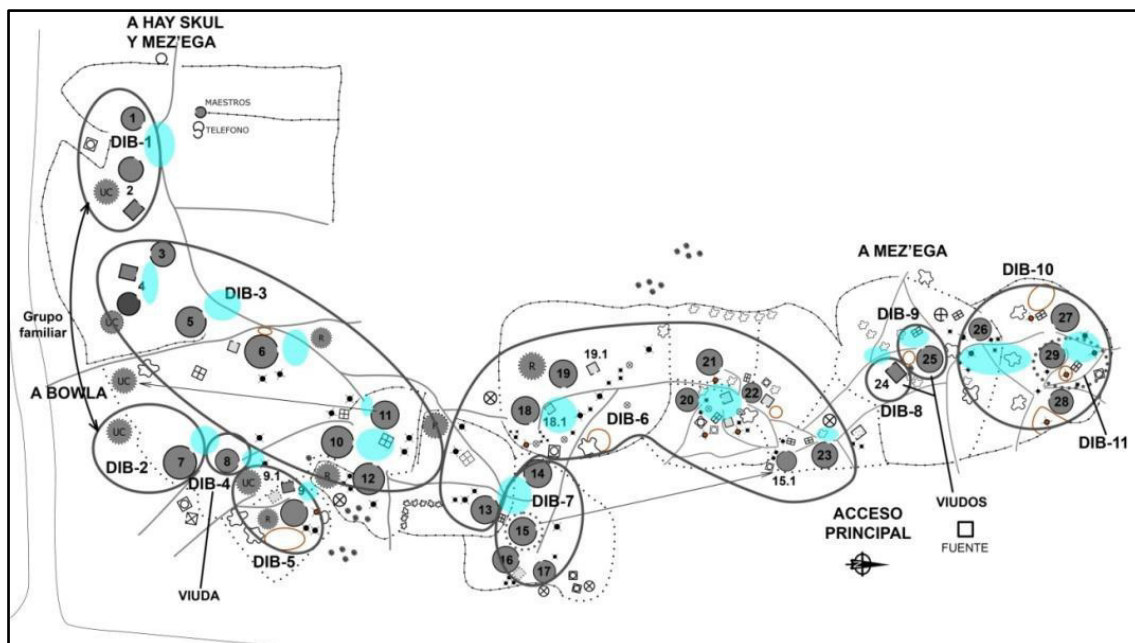 A HAY SKUL
Y MEZ'EGA
MAESTROS
TELEFONO
1
DIB-1
UC
2
3
4
DIB-3
UC
5
6
R
Grupo
familiar
A BOWLA
UC
UC
DIB-2
7
8
DIB-4
9.1
UC
9
R
DIB-5
VIUDA
10
11
R
12
R
19.1
19
18
18.1
DIB-6
21
20
22
23
15.1
13
14
DIB-7
15
16
17
A MEZ'EGA
DIB-9
25
24
DIB-8
DIB-10
26
27
29
28
DIB-11
VIUDOS
ACCESO
PRINCIPAL
FUENTE